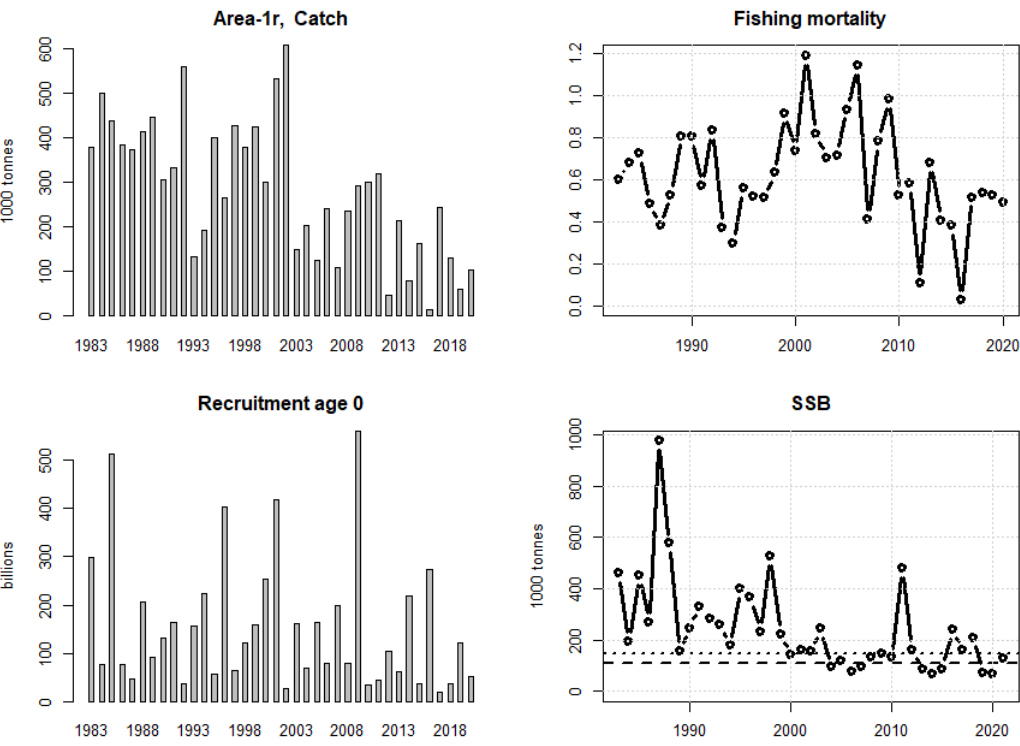 Area-1r, Catch
1000 tonnes
600
500
400
300
200
100
0
1983 1988 1993 1998 2003 2008 2013 2018
Fishing mortality
1.2
1.0
0.8
0.6
0.4
0.2
0.0
1990 2000 2010 2020
Recruitment age 0
billions
500
400
300
200
100
0
1983 1988 1993 1998 2003 2008 2013 2018
SSB
1000 tonnes
1000
800
600
400
200
0
1990 2000 2010 2020